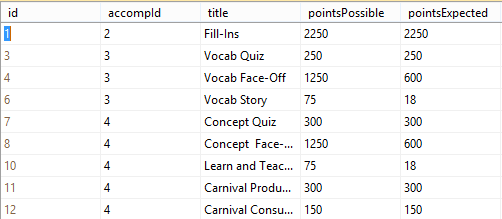 id accompId title pointsPossible pointsExpected
1 2 Fill-Ins 2250 2250
3 3 Vocab Quiz 250 250
4 3 Vocab Face-Off 1250 600
6 3 Vocab Story 75 18
7 4 Concept Quiz 300 300
8 4 Concept Face-... 1250 600
10 4 Learn and Teac... 75 18
11 4 Carnival Produ... 300 300
12 4 Carnival Consu... 150 150